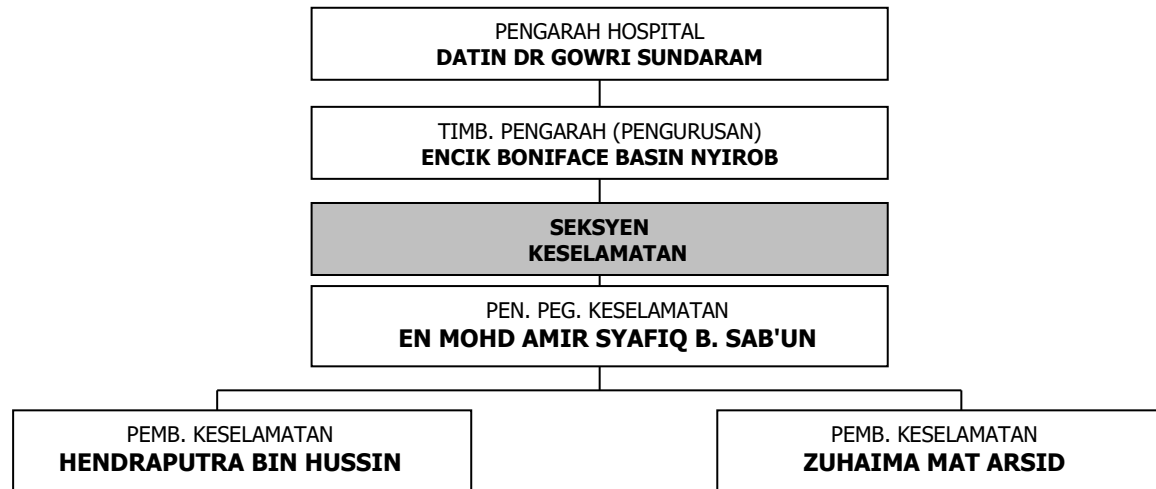 PENGARAH HOSPITAL
DATIN DR GOWRI SUNDARAM
TIMB. PENGARAH (PENGURUSAN)
ENCIK BONIFACE BASIN NYIROB
SEKSYEN
KESELAMATAN
PEN. PEG. KESELAMATAN
EN MOHD AMIR SYAFIQ B. SAB'UN
PEMB. KESELAMATAN
HENDRAPUTRA BIN HUSSIN
PEMB. KESELAMATAN
ZUHAIMA MAT ARSID